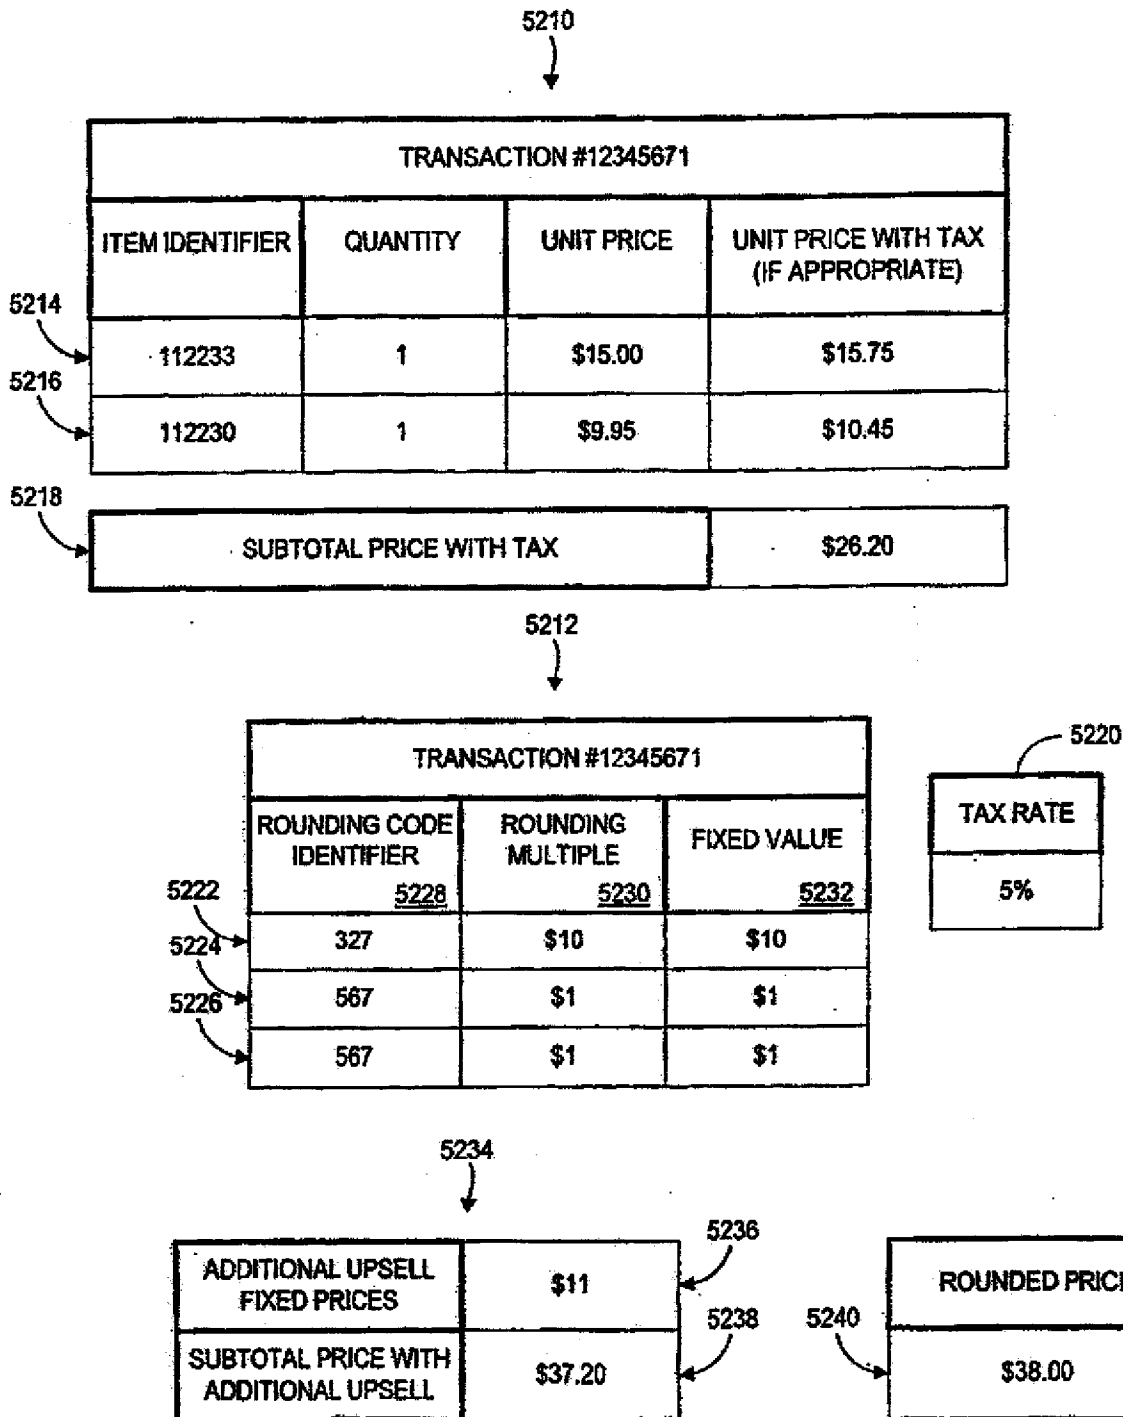 5210
TRANSACTION #12345671
ITEM IDENTIFIER QUANTITY UNIT PRICE UNIT PRICE WITH TAX
(IF APPROPRIATE)
5214
112233 1 $15.00 $15.75
5216
112230 1 $9.95 $10.45
5218
SUBTOTAL PRICE WITH TAX $26.20
5212
TRANSACTION #12345671
5220
TAX RATE
5%
ROUNDING CODE
IDENTIFIER
5228
ROUNDING
MULTIPLE
5230
FIXED VALUE
5232
5222
327 $10 $10
5224
567 $1 $1
5226
567 $1 $1
5234
ADDITIONAL UPSELL
FIXED PRICES
$11
5236
SUBTOTAL PRICE WITH
ADDITIONAL UPSELL
$37.20
5238
5240
ROUNDED PRIC
$38.00